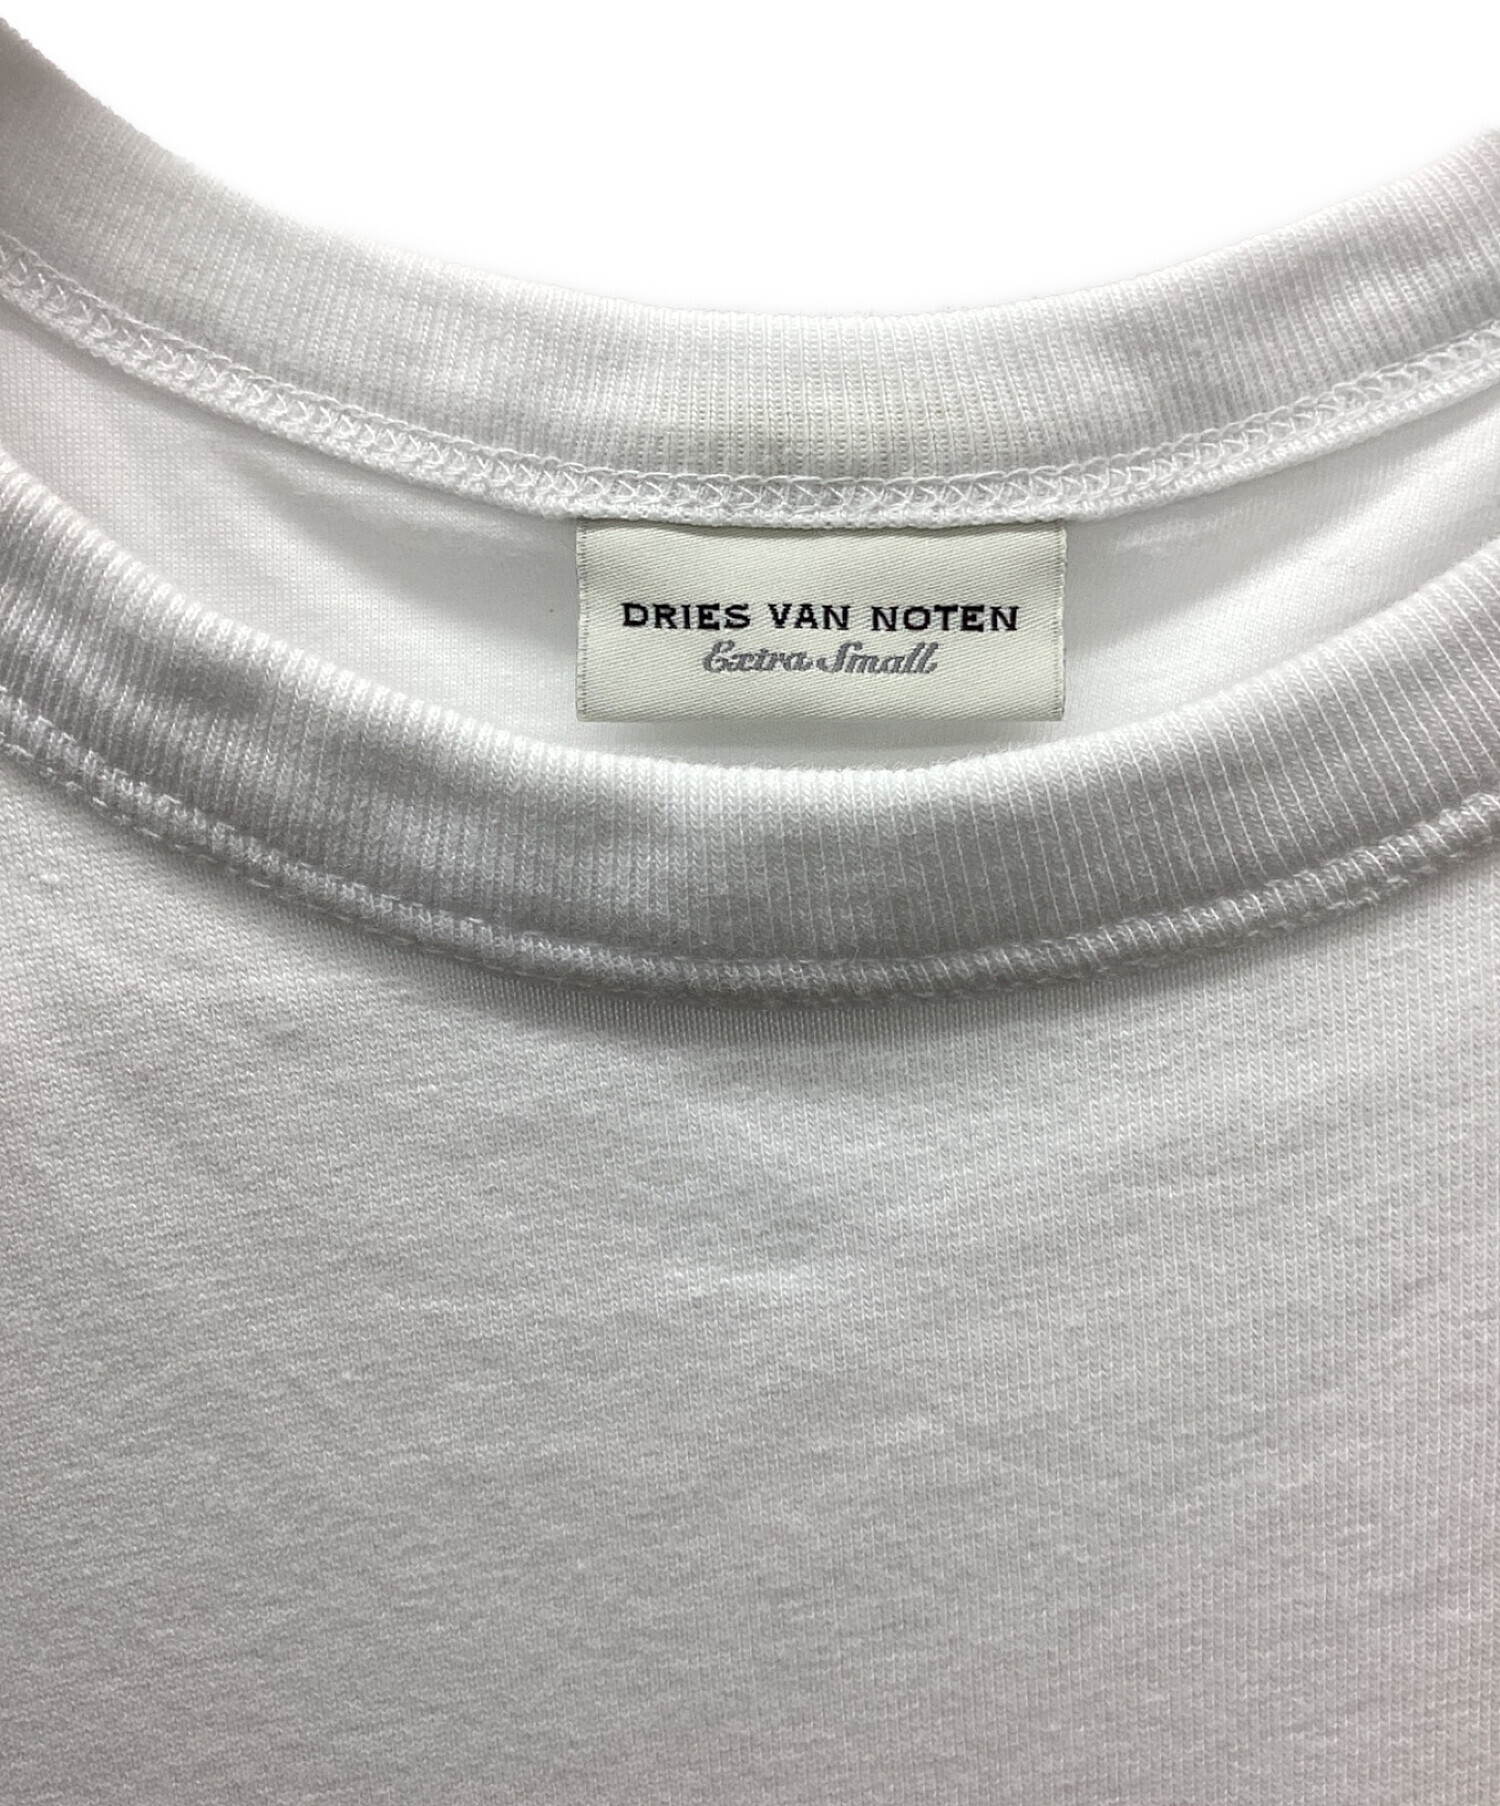 DRIES VAN NOTEN
Extra Small